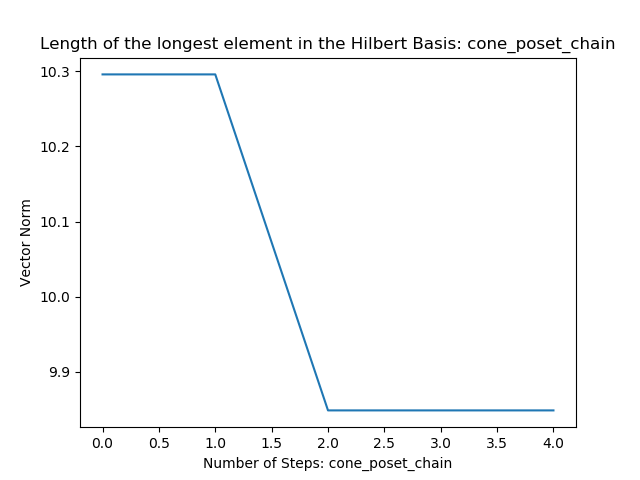 Length of the longest element in the Hilbert Basis: cone_poset_chain
10.3
10.2
10.1
10.0
9.9
Vector Norm
0.0 0.5 1.0 1.5 2.0 2.5 3.0 3.5 4.0
Number of Steps: cone_poset_chain